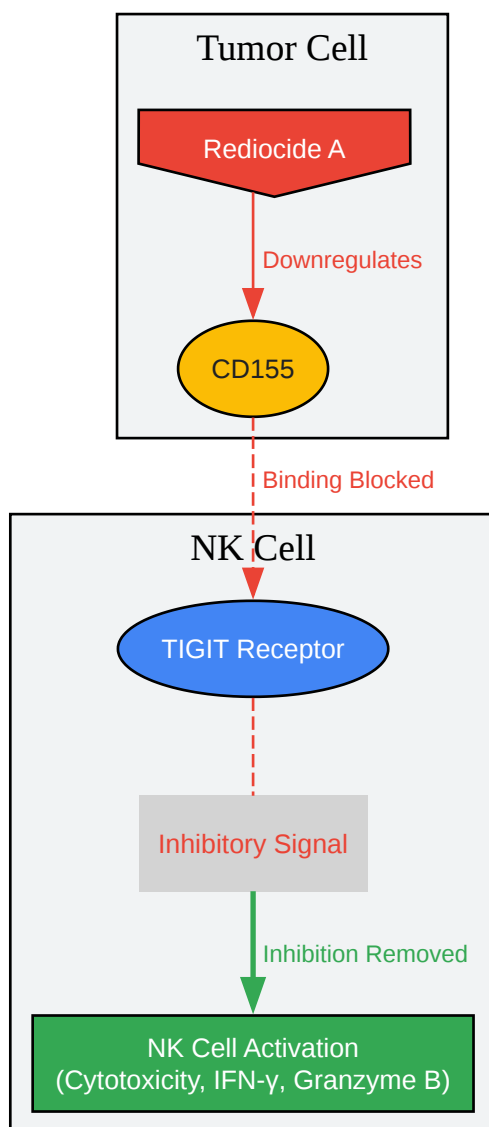 Tumor Cell
Rediocide A
Downregulates
CD155
Binding Blocked
NK Cell
TIGIT Receptor
Inhibitory Signal
Inhibition Removed
NK Cell Activation
(Cytotoxicity, IFN-γ, Granzyme B)